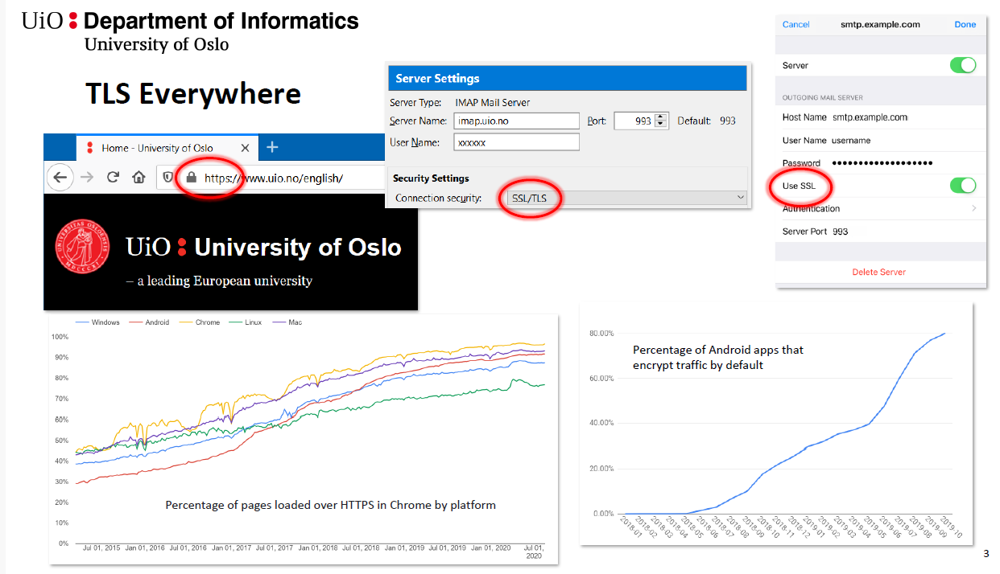 UiO : Department of Informatics
University of Oslo
TLS Everywhere
Home - University of Oslo
https://www.uio.no/english/
UNIVERSITAS OSLOENSIS
MDCCCXI
UiO : University of Oslo
– a leading European university
Server Settings
Server Type: IMAP Mail Server
Server Name: imap.uio.no Port: 993 Default: 993
User Name: xxxxxx
Security Settings
Connection security: SSL/TLS
Cancel smtp.example.com Done
Server
OUTGOING MAIL SERVER
Host Name smtp.example.com
User Name username
Password ●●●●●●●●●●●●●●●●●●●
Use SSL
Authentication
Server Port 993
Delete Server
Windows Android Chrome Linux Mac
100%
90%
80%
70%
60%
50%
40%
30%
20%
10%
0%
Percentage of pages loaded over HTTPS in Chrome by platform
Jul 01, 2015 Jan 01, 2016 Jul 01, 2016 Jan 01, 2017 Jul 01, 2017 Jan 01, 2018 Jul 01, 2018 Jan 01, 2019 Jul 01, 2019 Jan 01, 2020 Jul 01,
2020
80.00%
60.00%
40.00%
20.00%
0.00%
Percentage of Android apps that
encrypt traffic by default
2018-01 2018-02 2018-03 2018-04 2018-05 2018-06 2018-07 2018-08 2018-09 2018-10 2018-11 2018-12 2019-01 2019-02 2019-03 2019-04 2019-05 2019-06 2019-07 2019-08 2019-09 2019-10
3